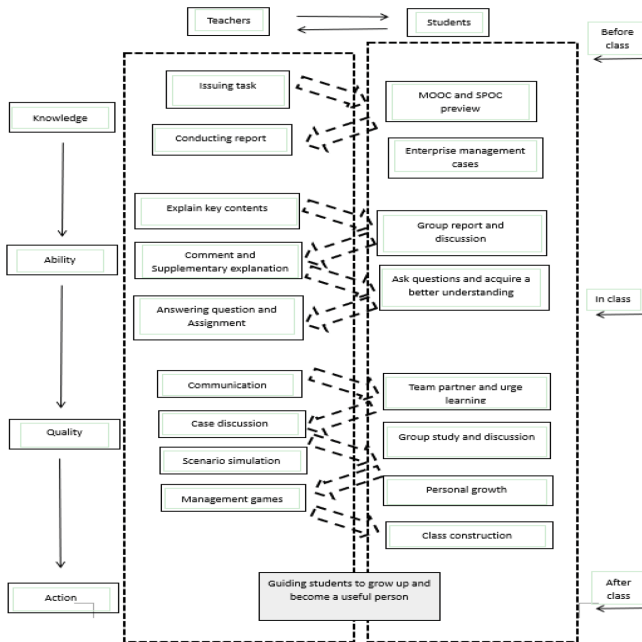 Teachers
Students
Before
class
Issuing task
MOOC and SPOC
preview
Knowledge
Conducting report
Enterprise management
cases
Explain key contents
Group report and
discussion
Ability
Comment and
Supplementary explanation
Ask questions and acquire a
better understanding
In class
Answering question and
Assignment
Communication
Team partner and urge
learning
Case discussion
Quality
Group study and discussion
Scenario simulation
Management games
Personal growth
Class construction
Guiding students to grow up and
become a useful person
Action
After
class